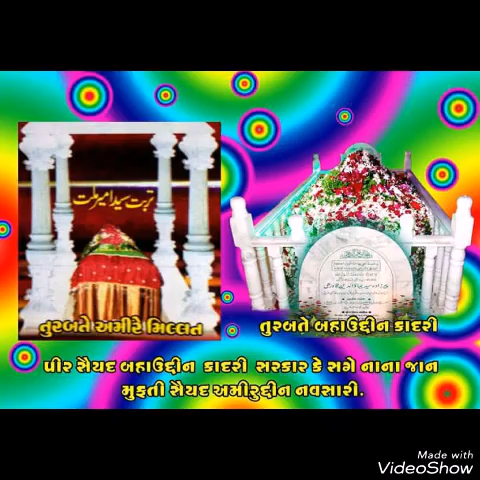 تربت سید امیر ملت
તુરબતે અમીરે મિલ્લત
તુરબતે બહાઉદ્દીન કાદરી
પીર સૈયદ બહાઉદ્દીન કાદરી સરકાર કે સગે નાના જાન
મુફતી સૈયદ અમીરુદ્દીન નવસારી.
Made with
VideoShow